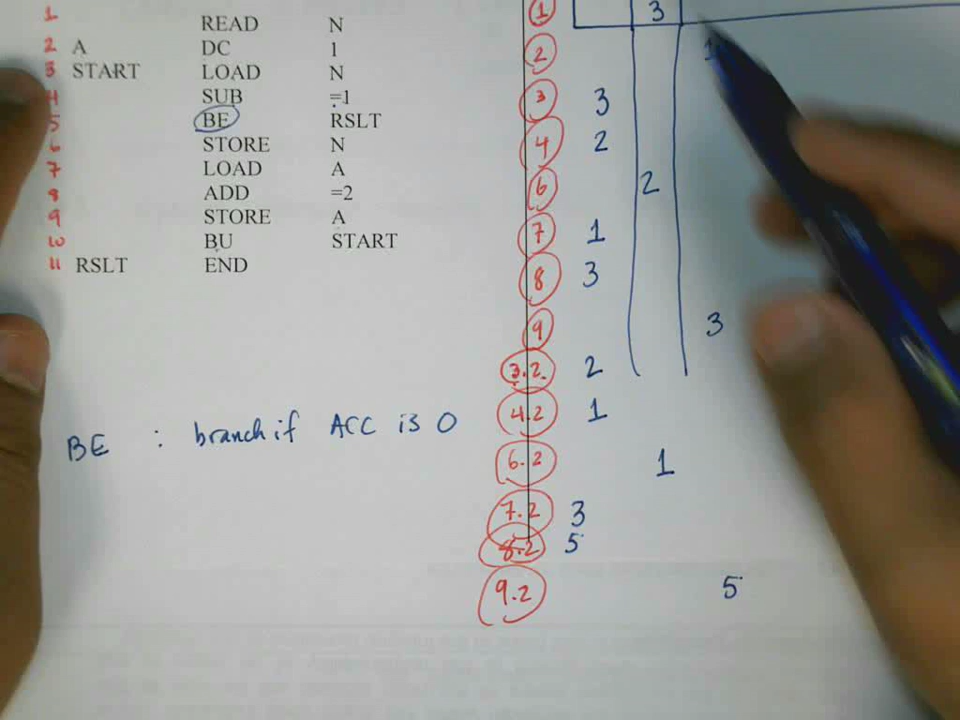 1 READ N
2 A DC 1
3 START LOAD N
4 SUB =1
5 BE RSLT
6 STORE N
7 LOAD A
8 ADD =2
9 STORE A
10 BU START
11 RSLT END
BE : branch if ACC is 0
1 3
2 1
3 3
4 2
6 2
7 1
8 3
9 3
3.2 2
4.2 1
6.2 1
7.2 3
8.2 5
9.2 5